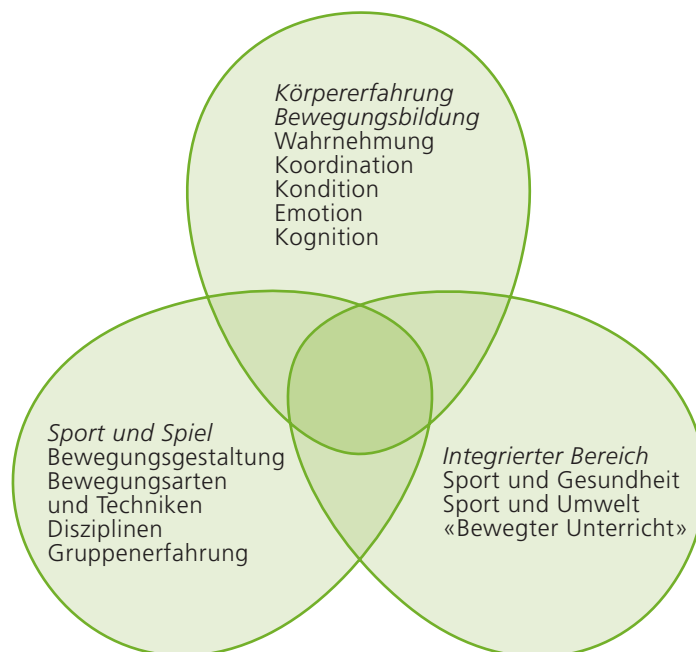 Körpererfahrung
Bewegungsbildung
Wahrnehmung
Koordination
Kondition
Emotion
Kognition
Sport und Spiel
Bewegungsgestaltung
Bewegungsarten
und Techniken
Disziplinen
Gruppenerfahrung
Integrierter Bereich
Sport und Gesundheit
Sport und Umwelt
«Bewegter Unterricht»